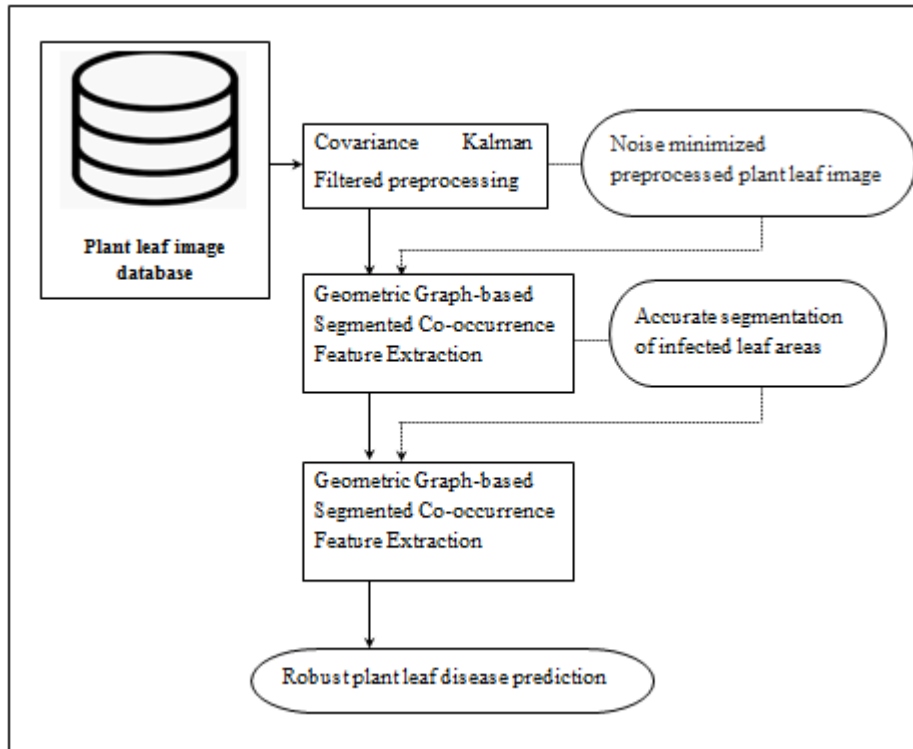 Plant leaf image
database
Covariance Kalman
Filtered preprocessing
Noise minimized
preprocessed plant leaf image
Geometric Graph-based
Segmented Co-occurrence
Feature Extraction
Accurate segmentation
of infected leaf areas
Geometric Graph-based
Segmented Co-occurrence
Feature Extraction
Robust plant leaf disease prediction